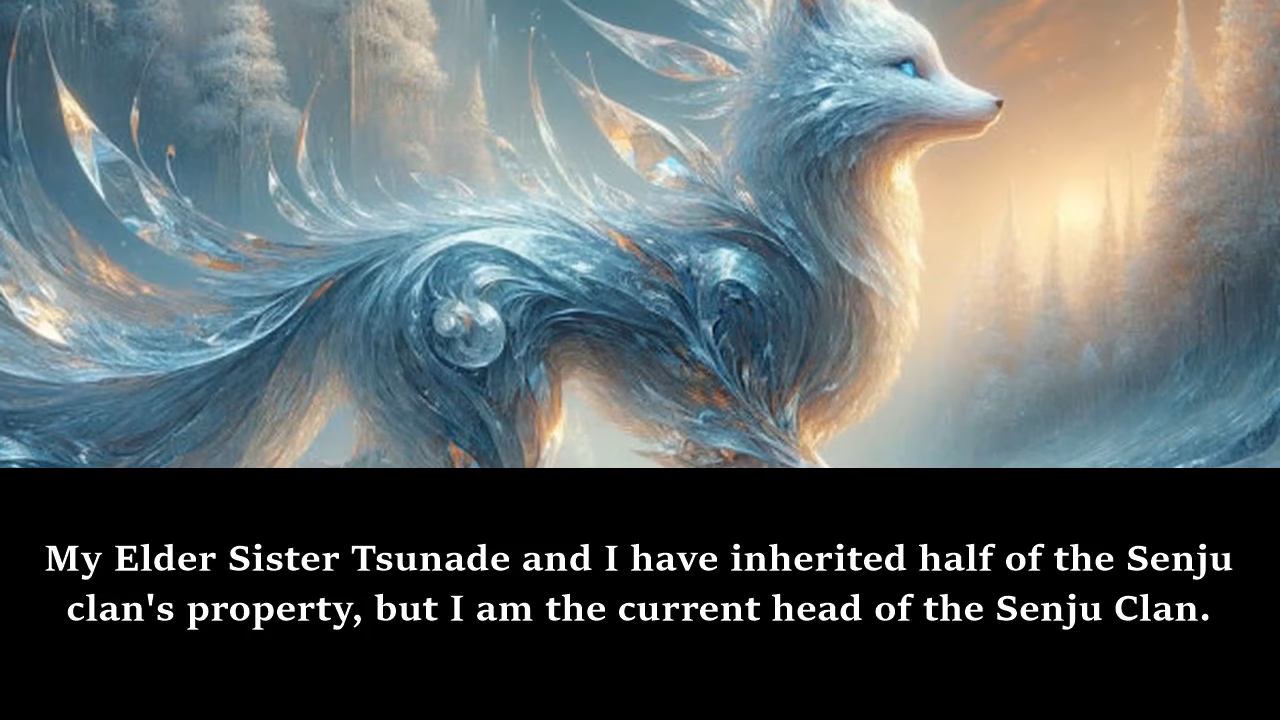 My Elder Sister Tsunade and I have inherited half of the Senju
clan's property, but I am the current head of the Senju Clan.